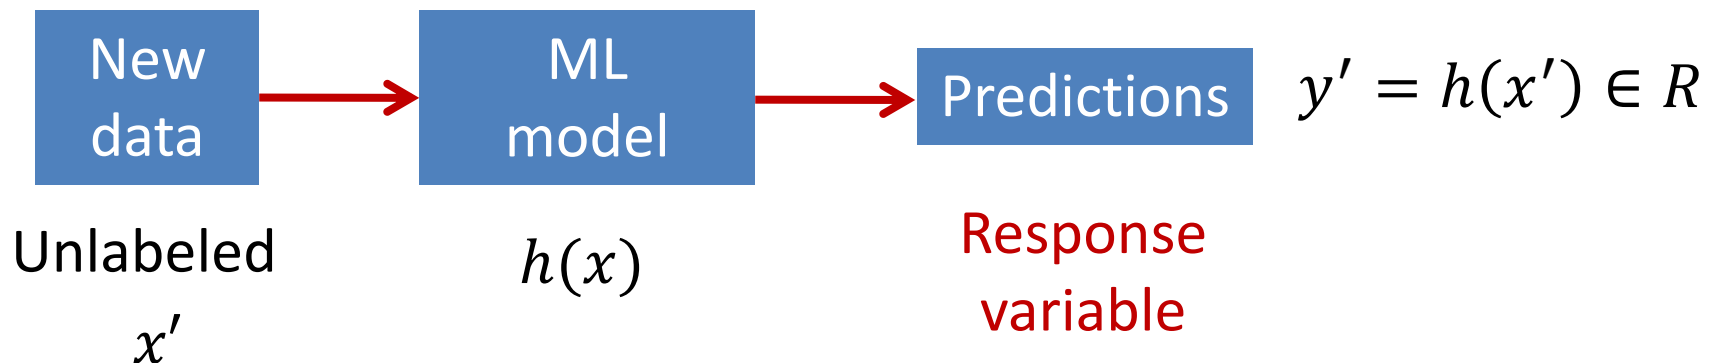 New
data
ML
model
Predictions
y′ = h(x′) ∈ R
Unlabeled
x′
h(x)
Response
variable